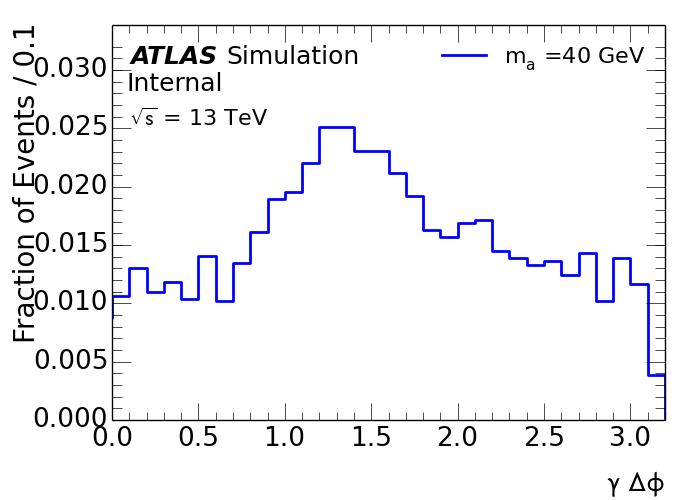 ATLAS Simulation
Internal
√s = 13 TeV
m_a =40 GeV
Fraction of Events / 0.1
0.030
0.025
0.020
0.015
0.010
0.005
0.000
0.0 0.5 1.0 1.5 2.0 2.5 3.0
γ Δϕ